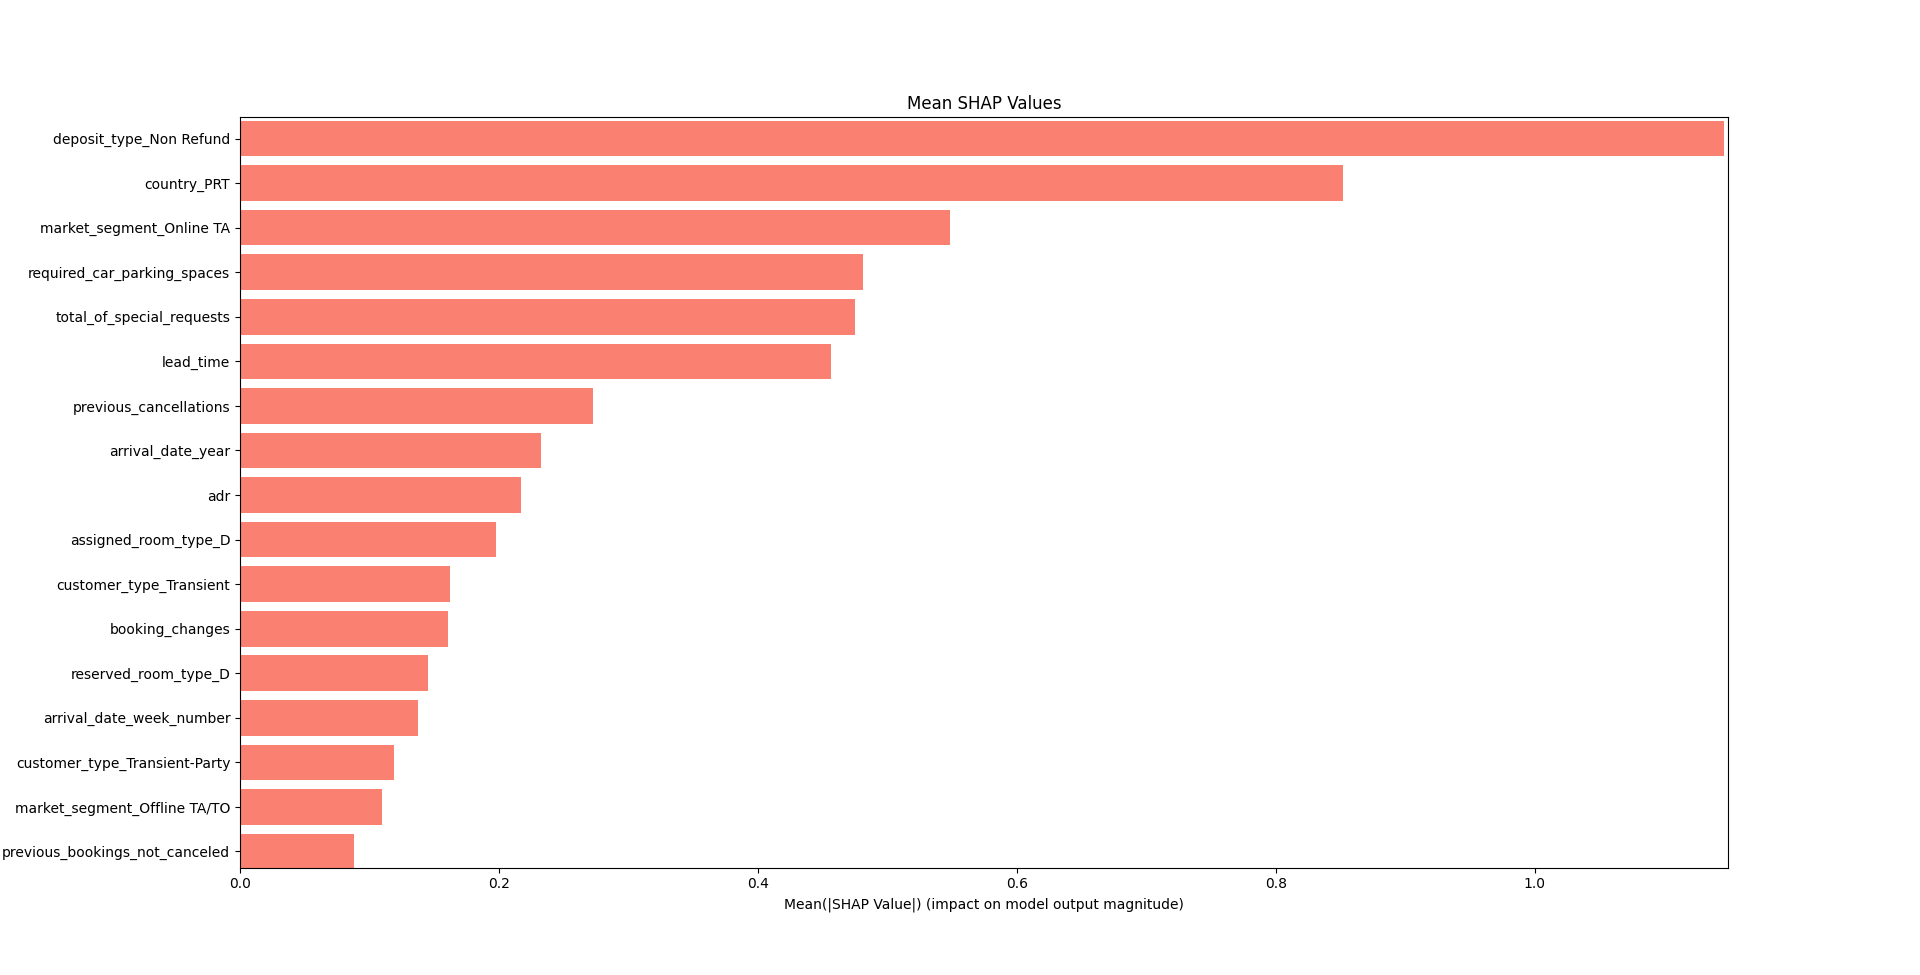 Mean SHAP Values
deposit_type_Non Refund
country_PRT
market_segment_Online TA
required_car_parking_spaces
total_of_special_requests
lead_time
previous_cancellations
arrival_date_year
adr
assigned_room_type_D
customer_type_Transient
booking_changes
reserved_room_type_D
arrival_date_week_number
customer_type_Transient-Party
market_segment_Offline TA/TO
previous_bookings_not_canceled
0.0 0.2 0.4 0.6 0.8 1.0
Mean(|SHAP Value|) (impact on model output magnitude)